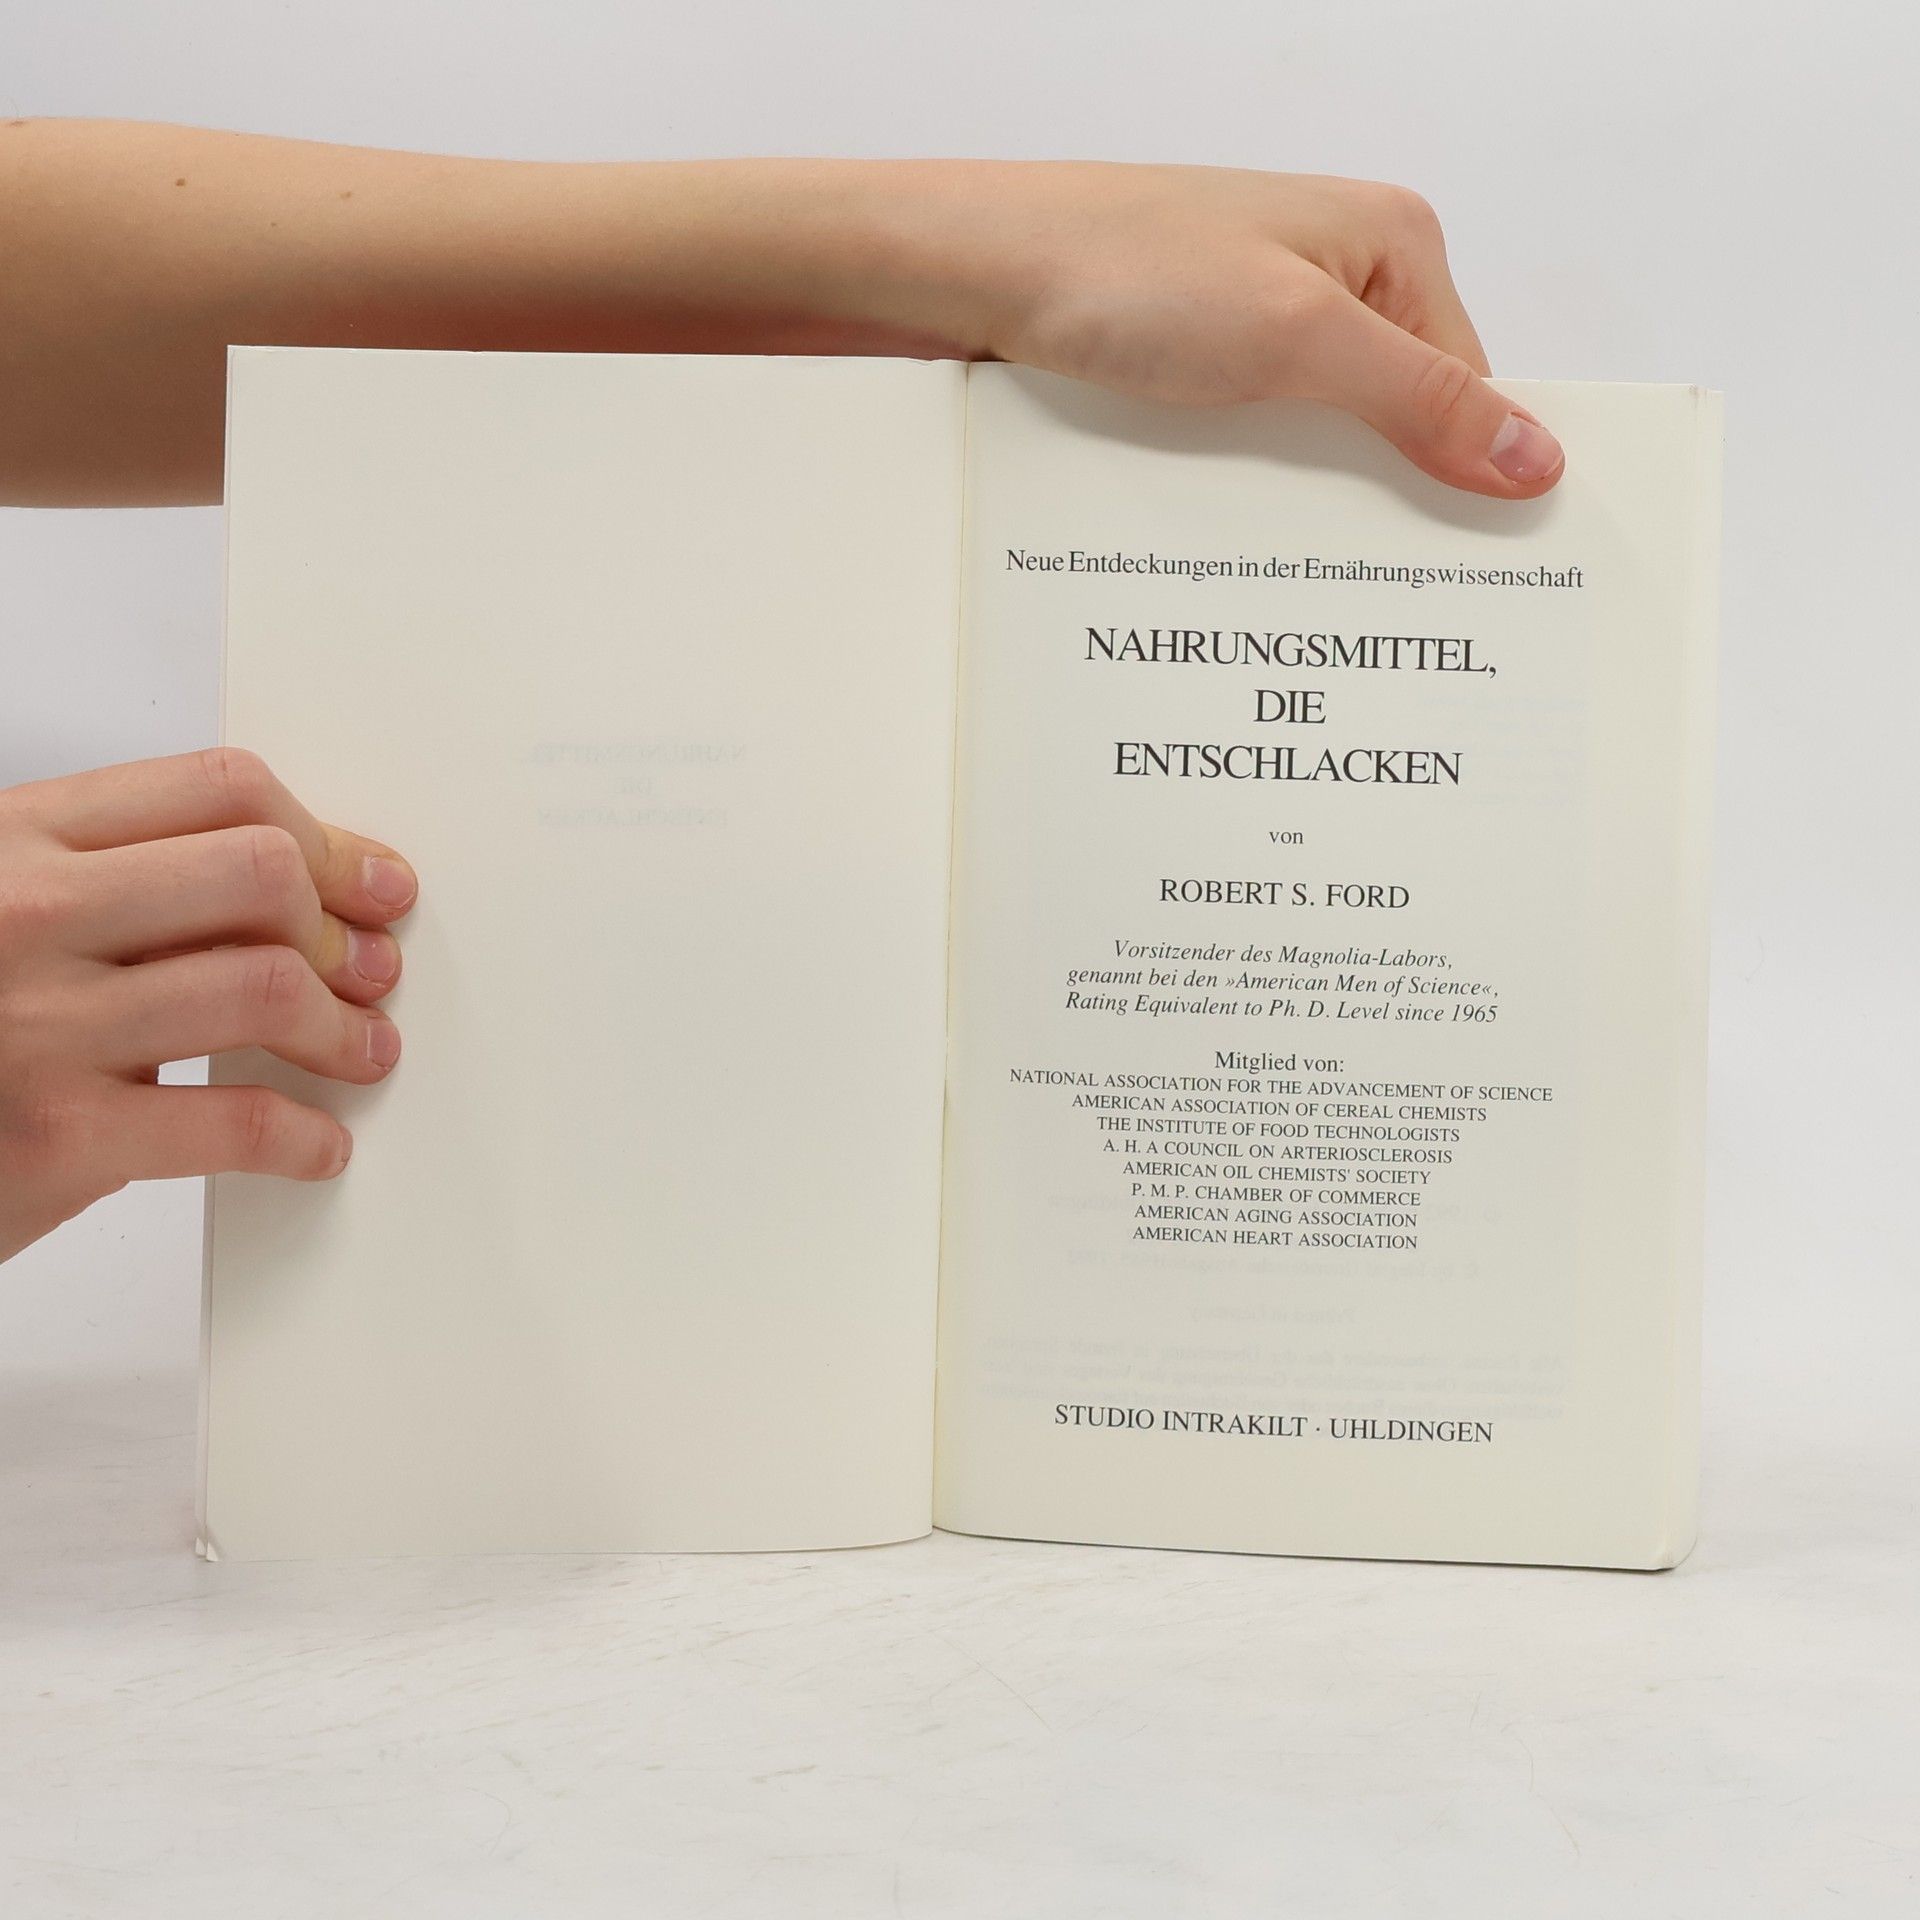 Neue Entdeckungen in der Ernährungswissenschaft
NAHRUNGSMITTEL,
DIE
ENTSCHLACKEN
von
ROBERT S. FORD
Vorsitzender des Magnolia-Labors,
genannt bei den »American Men of Science«,
Rating Equivalent to Ph. D. Level since 1965
Mitglied von:
NATIONAL ASSOCIATION FOR THE ADVANCEMENT OF SCIENCE
AMERICAN ASSOCIATION OF CEREAL CHEMISTS
THE INSTITUTE OF FOOD TECHNOLOGISTS
A. H. A COUNCIL ON ARTERIOSCLEROSIS
AMERICAN OIL CHEMISTS' SOCIETY
P. M. P. CHAMBER OF COMMERCE
AMERICAN AGING ASSOCIATION
AMERICAN HEART ASSOCIATION
STUDIO INTRAKILT · UHLDINGEN